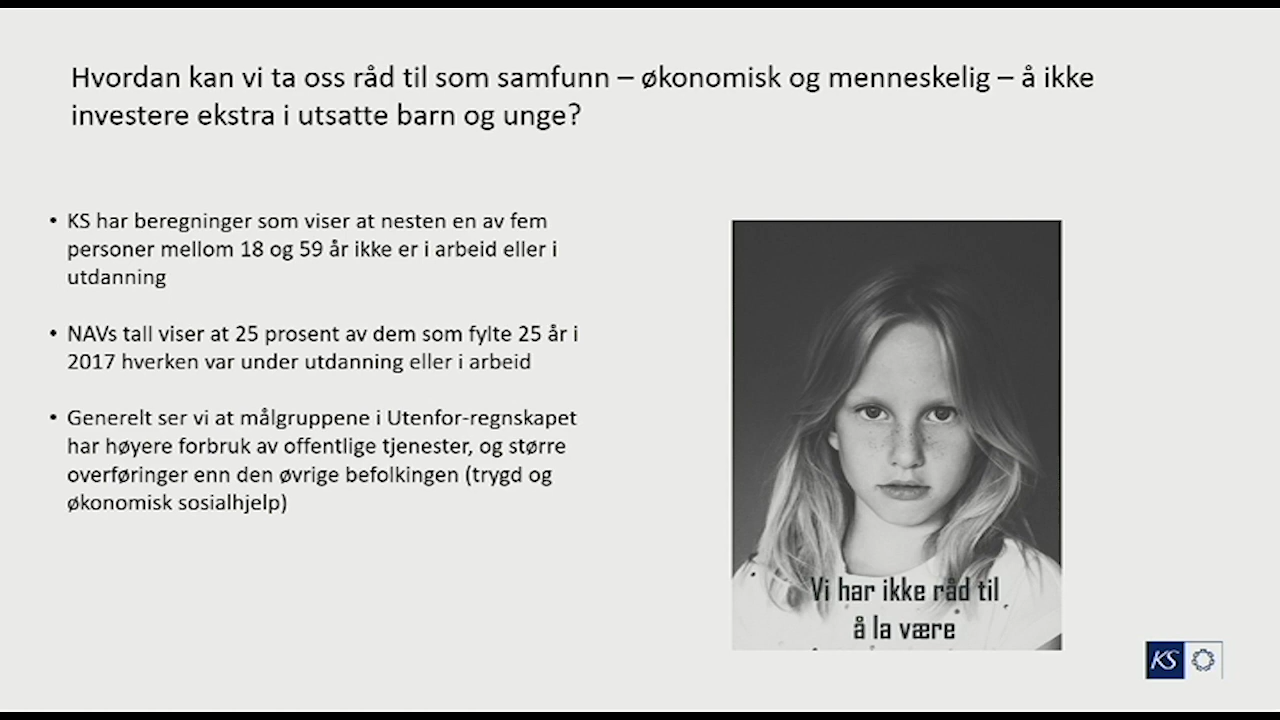 Hvordan kan vi ta oss råd til som samfunn – økonomisk og menneskelig – å ikke
investere ekstra i utsatte barn og unge?
• KS har beregninger som viser at nesten en av fem
personer mellom 18 og 59 år ikke er i arbeid eller i
utdanning
• NAVs tall viser at 25 prosent av dem som fylte 25 år i
2017 hverken var under utdanning eller i arbeid
• Generelt ser vi at målgruppene i Utenfor-regnskapet
har høyere forbruk av offentlige tjenester, og større
overføringer enn den øvrige befolkingen (trygd og
økonomisk sosialhjelp)
Vi har ikke råd til
å la være
KS